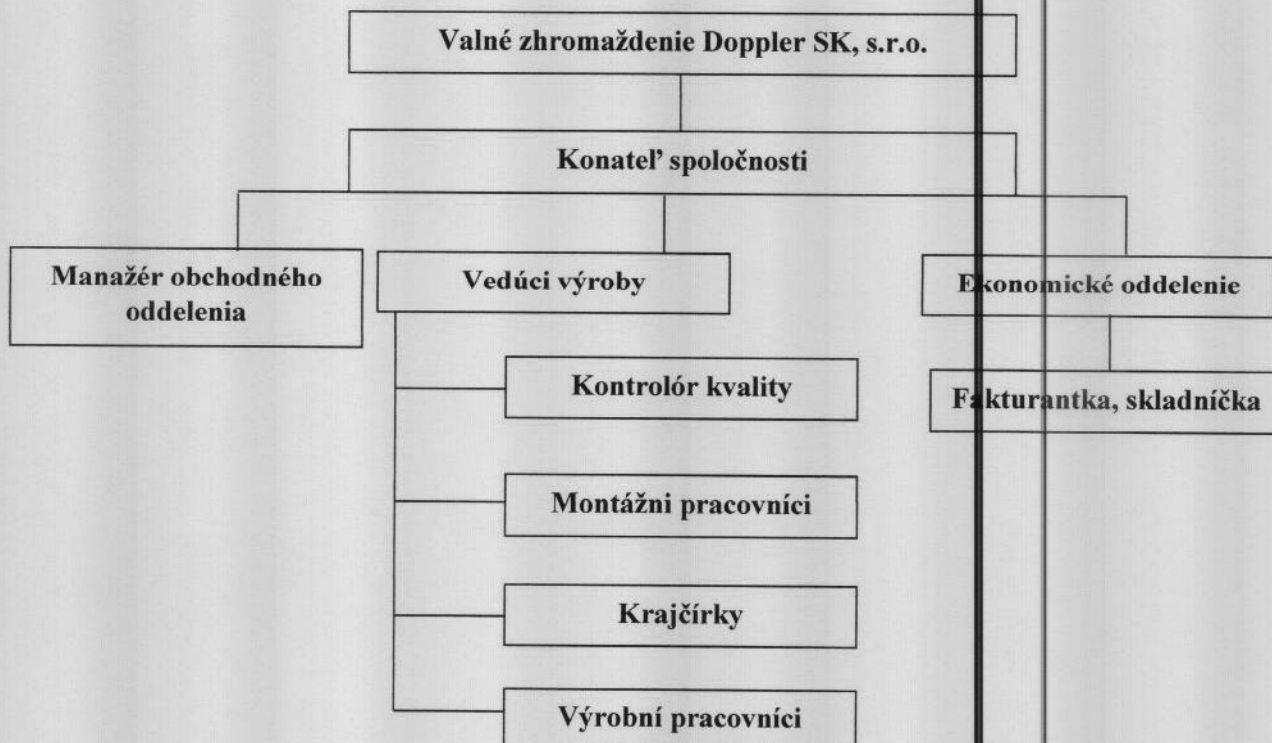 Valné zhromaždenie Doppler SK, s.r.o.
Konateľ spoločnosti
Manažér obchodného
oddelenia
Vedúci výroby
Ekonomické oddelenie
Kontrolór kvality
Fakturantka, skladníčka
Montážni pracovníci
Krajčírky
Výrobní pracovníci